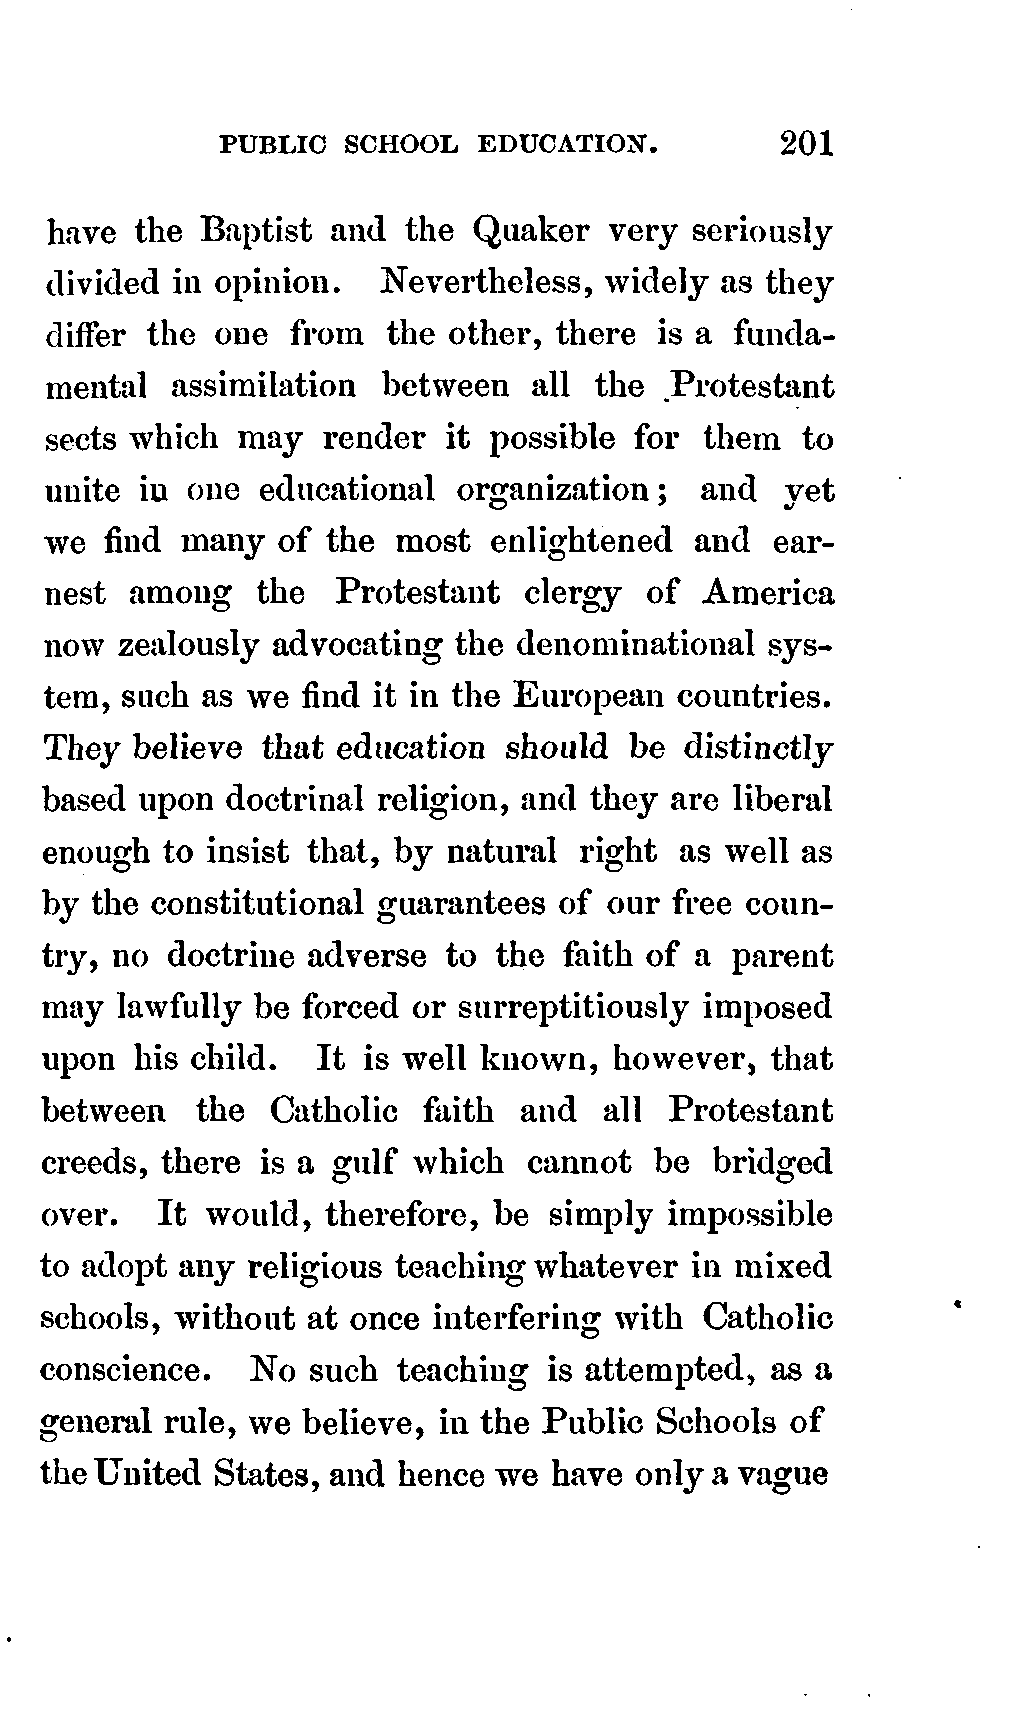 PUBLIC SCHOOL EDUCATION. 201
have the Baptist and the Quaker very seriously
divided in opinion. Nevertheless, widely as they
differ the one from the other, there is a funda-
mental assimilation between all the Protestant
sects which may render it possible for them to
unite in one educational organization; and yet
we find many of the most enlightened and ear-
nest among the Protestant clergy of America
now zealously advocating the denominational sys-
tem, such as we find it in the European countries.
They believe that education should be distinctly
based upon doctrinal religion, and they are liberal
enough to insist that, by natural right as well as
by the constitutional guarantees of our free coun-
try, no doctrine adverse to the faith of a parent
may lawfully be forced or surreptitiously imposed
upon his child. It is well known, however, that
between the Catholic faith and all Protestant
creeds, there is a gulf which cannot be bridged
over. It would, therefore, be simply impossible
to adopt any religious teaching whatever in mixed
schools, without at once interfering with Catholic
conscience. No such teaching is attempted, as a
general rule, we believe, in the Public Schools of
the United States, and hence we have only a vague